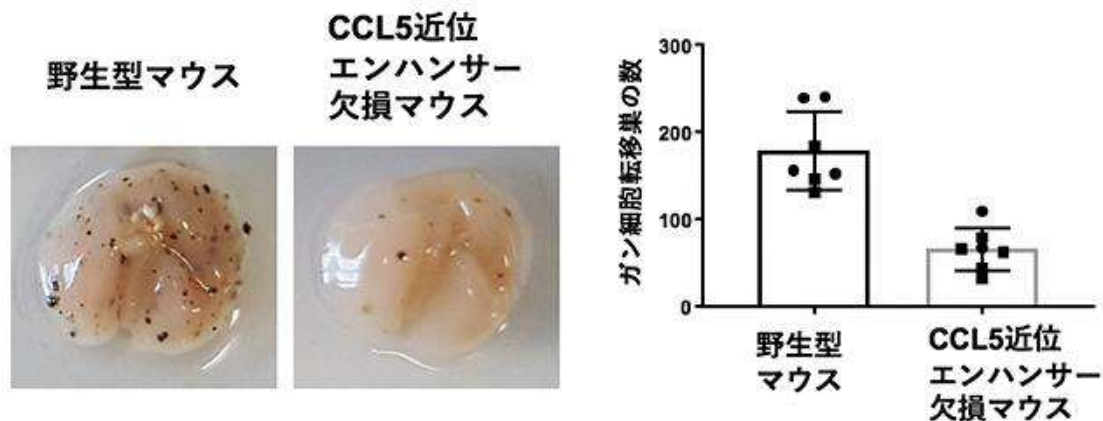 野生型マウス
CCL5近位
エンハンサー
欠損マウス
ガン細胞転移巣の数
300
200
100
0
野生型
マウス
CCL5近位
エンハンサー
欠損マウス